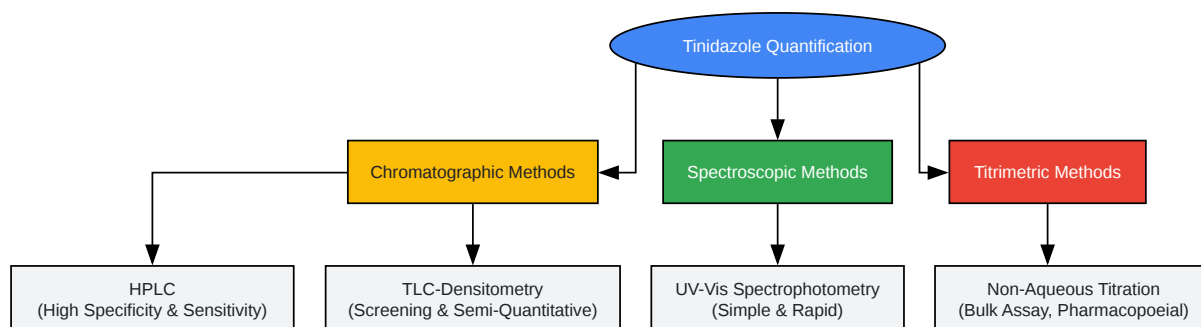 Tinidazole Quantification
Chromatographic Methods
Spectroscopic Methods
Titrimetric Methods
HPLC
(High Specificity & Sensitivity)
TLC-Densitometry
(Screening & Semi-Quantitative)
UV-Vis Spectrophotometry
(Simple & Rapid)
Non-Aqueous Titration
(Bulk Assay, Pharmacopoeial)